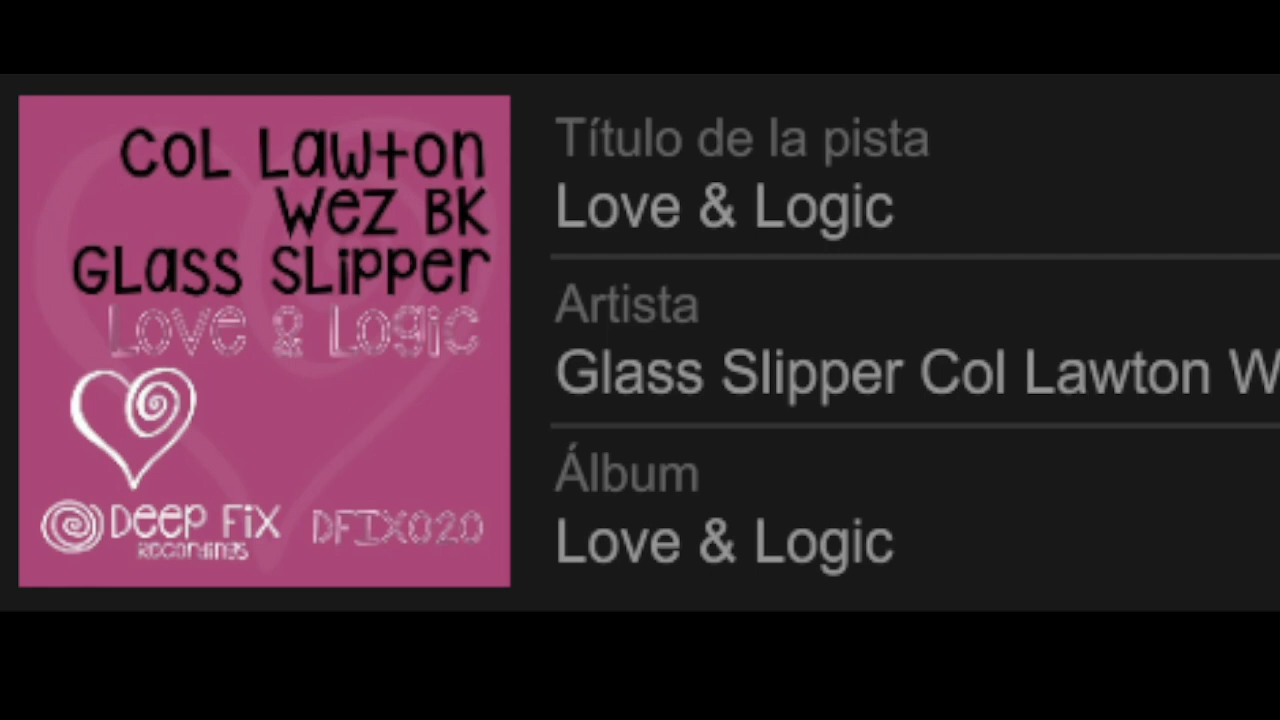 Col Lawton
Wez BK
Glass Slipper
Love & Logic
Deep Fix
Recordings
DFIX020
Título de la pista
Love & Logic
Artista
Glass Slipper Col Lawton W
Álbum
Love & Logic